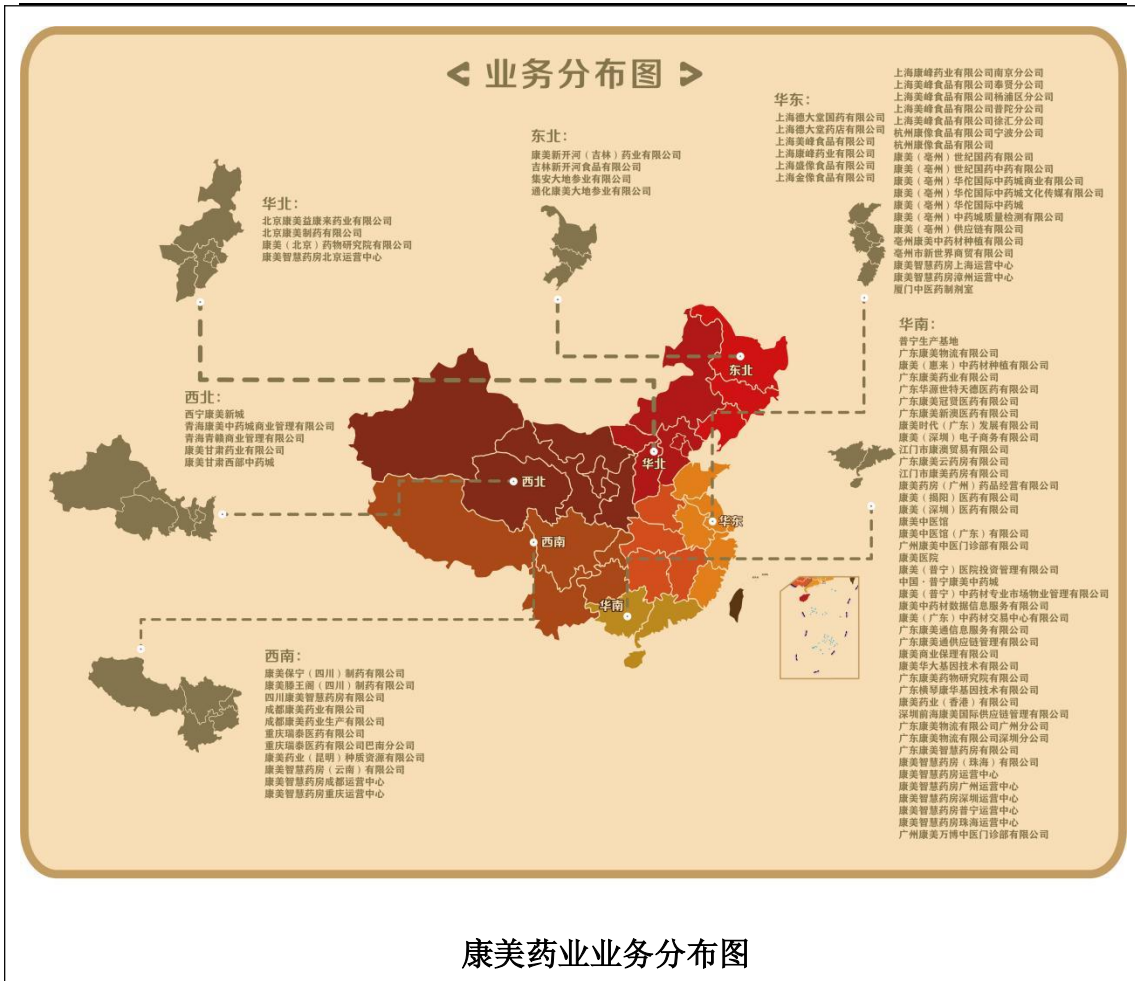 < 业务分布图 >
华北：
北京康美益康来药业有限公司
北京康美制药有限公司
康美（北京）药物研究院有限公司
康美智慧药房北京运营中心
东北：
康美新开河（吉林）药业有限公司
吉林新开河食品有限公司
集安大地参业有限公司
通化康美大地参业有限公司
华东：
上海德大堂国药有限公司
上海德大堂药店有限公司
上海美峰食品有限公司
上海康峰药业有限公司
上海盛像食品有限公司
上海金像食品有限公司
上海康峰药业有限公司南京分公司
上海美峰食品有限公司奉贤分公司
上海美峰食品有限公司杨浦区分公司
上海美峰食品有限公司普陀分公司
上海美峰食品有限公司徐汇分公司
杭州康像食品有限公司宁波分公司
杭州康像食品有限公司
康美（亳州）世纪国药有限公司
康美（亳州）世纪国药中药有限公司
康美（亳州）华佗国际中药城商业有限公司
康美（亳州）华佗国际中药城文化传媒有限公司
康美（亳州）华佗国际中药城
康美（亳州）中药城质量检测有限公司
康美（亳州）供应链有限公司
亳州康美中药材种植有限公司
亳州市新世界商贸有限公司
康美智慧药房上海运营中心
康美智慧药房漳州运营中心
厦门中医药制剂室
华南：
普宁生产基地
广东康美物流有限公司
康美（惠来）中药材种植有限公司
广东康美药业有限公司
广东华源世特天德医药有限公司
广东康美冠贤医药有限公司
广东康美新澳医药有限公司
康美时代（广东）发展有限公司
康美（深圳）电子商务有限公司
江门市康澳贸易有限公司
广东康美云药房有限公司
江门市康美药房有限公司
康美药房（广州）药品经营有限公司
康美（揭阳）医药有限公司
康美（深圳）医药有限公司
康美中医馆
康美中医馆（广东）有限公司
广州康美中医门诊部有限公司
康美医院
康美（普宁）医院投资管理有限公司
中国·普宁康美中药城
康美（普宁）中药材专业市场物业管理有限公司
康美中药材数据信息服务有限公司
康美（广东）中药材交易中心有限公司
广东康美通信息服务有限公司
广东康美通供应链管理有限公司
康美商业保理有限公司
康美华大基因技术有限公司
广东康美药物研究院有限公司
广东横琴康华基因技术有限公司
康美药业（香港）有限公司
深圳前海康美国际供应链管理有限公司
广东康美物流有限公司广州分公司
广东康美物流有限公司深圳分公司
广东康美智慧药房有限公司
康美智慧药房（珠海）有限公司
康美智慧药房运营中心
康美智慧药房广州运营中心
康美智慧药房深圳运营中心
康美智慧药房普宁运营中心
康美智慧药房珠海运营中心
广州康美万博中医门诊部有限公司
西北：
西宁康美新城
青海康美中药城商业管理有限公司
青海青赣商业管理有限公司
康美甘肃药业有限公司
康美甘肃西部中药城
东北
华北
西北
华东
西南
华南
西南：
康美保宁（四川）制药有限公司
康美滕王阁（四川）制药有限公司
四川康美智慧药房有限公司
成都康美药业有限公司
成都康美药业生产有限公司
重庆瑞泰医药有限公司
重庆瑞泰医药有限公司巴南分公司
康美药业（昆明）种质资源有限公司
康美智慧药房（云南）有限公司
康美智慧药房成都运营中心
康美智慧药房重庆运营中心
康美药业业务分布图